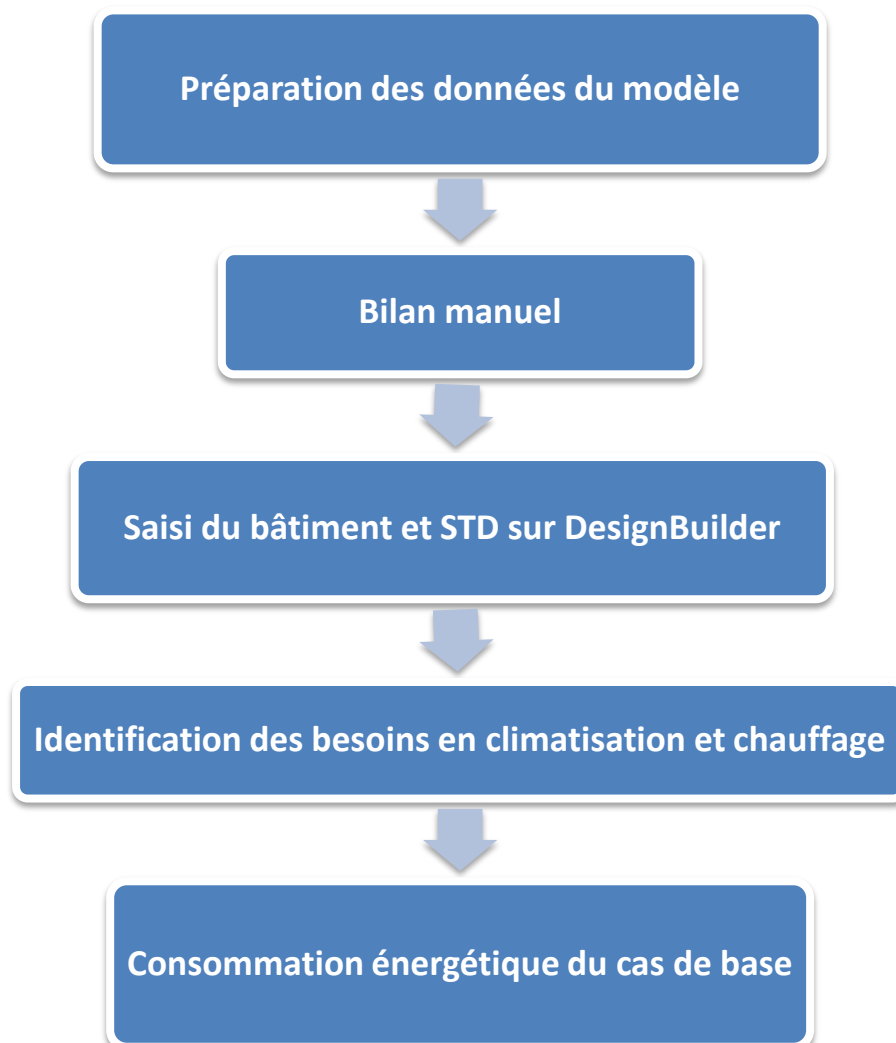 Préparation des données du modèle
Bilan manuel
Saisi du bâtiment et STD sur DesignBuilder
Identification des besoins en climatisation et chauffage
Consommation énergétique du cas de base